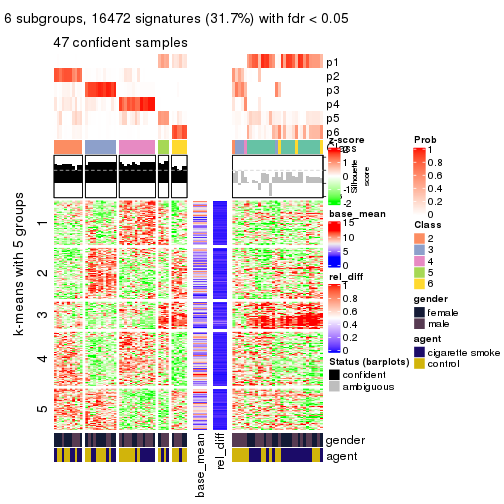 6 subgroups, 16472 signatures (31.7%) with fdr < 0.05
47 confident samples
p1
p2
p3
p4
p5
p6
Class
z-score
2
1
0
-1
-2
Silhouette
score
k-means with 5 groups
1
2
3
4
5
base_mean
15
10
5
0
rel_diff
1
0.8
0.6
0.4
0.2
0
Status (barplots)
confident
ambiguous
Prob
1
0.8
0.6
0.4
0.2
0
Class
2
3
4
5
6
gender
female
male
agent
cigarette smoke
control
gender
agent
base_mean
rel_diff